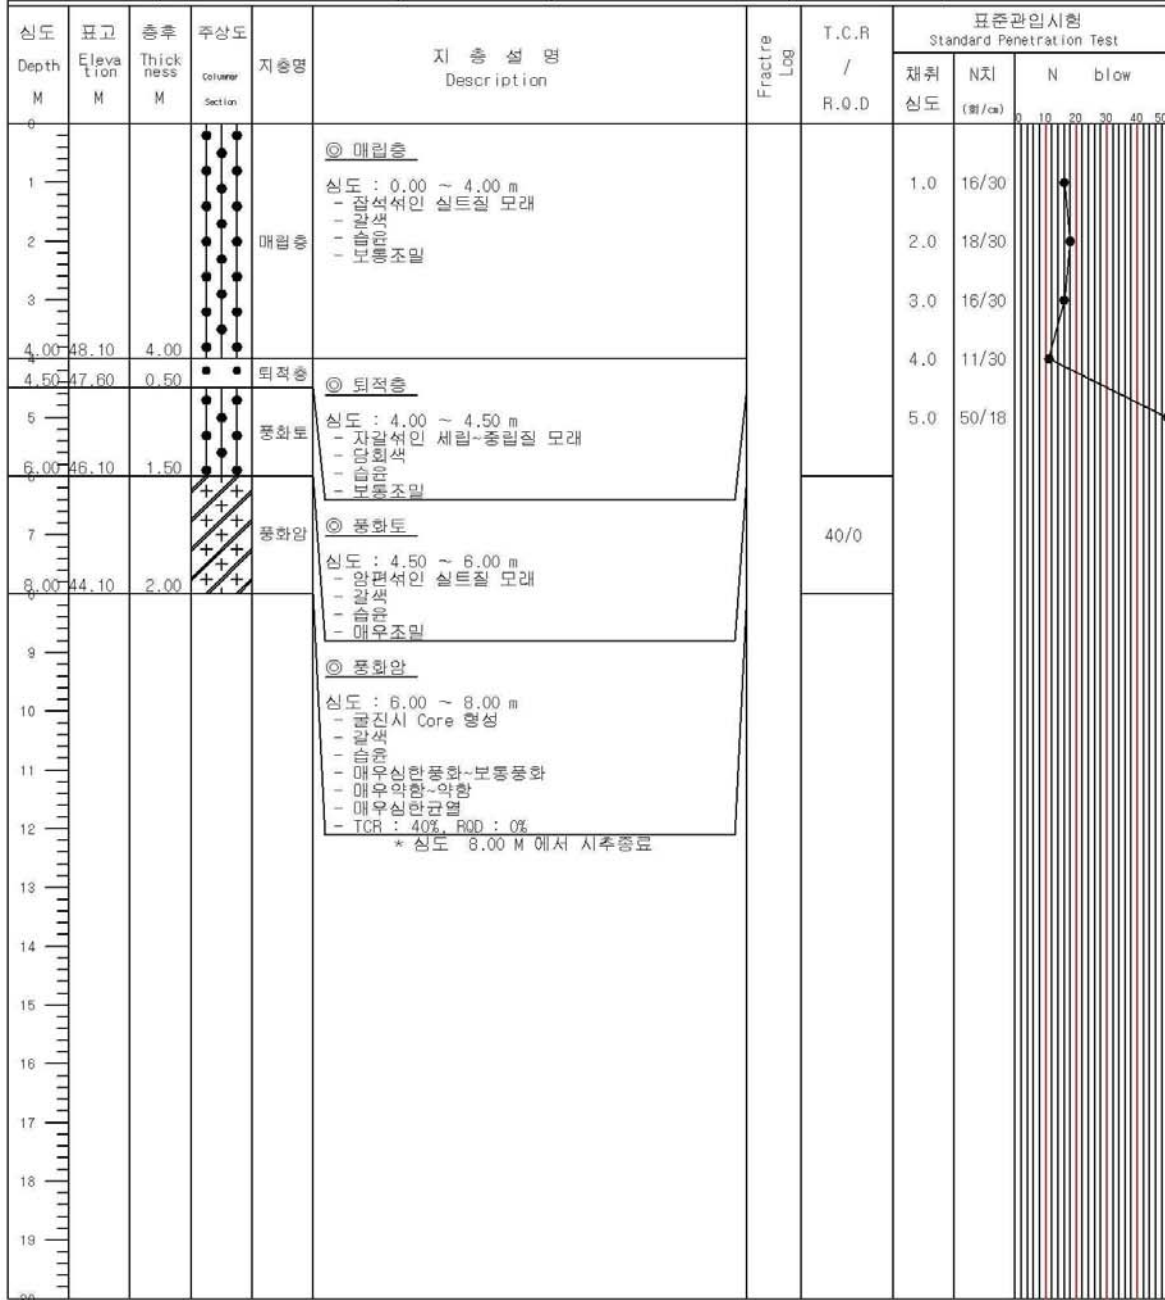 심도 표고 층후 주상도 지층명 지 층 설 명 Fractre Log T.C.R 표준관입시험
Standard Penetration Test
Depth Eleva tion Thick ness Columner Description / 채취 N치 N blow
M M M Section R.Q.D 심도 (회/㎝)
0 10 20 30 40 50
0
◎ 매립층
1 심도 : 0.00 ~ 4.00 m 1.0 16/30
- 잡석섞인 실트질 모래
- 갈색
2 매립층 - 습윤 2.0 18/30
- 보통조밀
3 3.0 16/30
4.00 48.10 4.00
4 4.0 11/30
4.50 47.60 0.50 퇴적층 ◎ 퇴적층
5 심도 : 4.00 ~ 4.50 m 5.0 50/18
풍화토 - 자갈섞인 세립~중립질 모래
- 담회색
6.00 46.10 1.50 - 습윤
6 - 보통조밀
7 풍화암 ◎ 풍화토 40/0
심도 : 4.50 ~ 6.00 m
8.00 44.10 2.00 - 암편섞인 실트질 모래
8 - 갈색
- 습윤
- 매우조밀
9
◎ 풍화암
10 심도 : 6.00 ~ 8.00 m
- 굴진시 Core 형성
- 갈색
- 습윤
11 - 매우심한풍화~보통풍화
- 매우약함~약함
- 매우심한균열
12 - TCR : 40%, RQD : 0%
* 심도 8.00 M 에서 시추종료
13
14
15
16
17
18
19
20